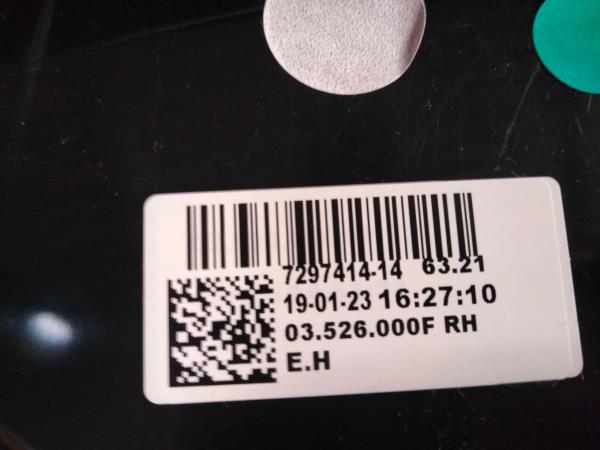 7297414-14 63.21
19-01-23 16:27:10
03.526.000F RH
E.H